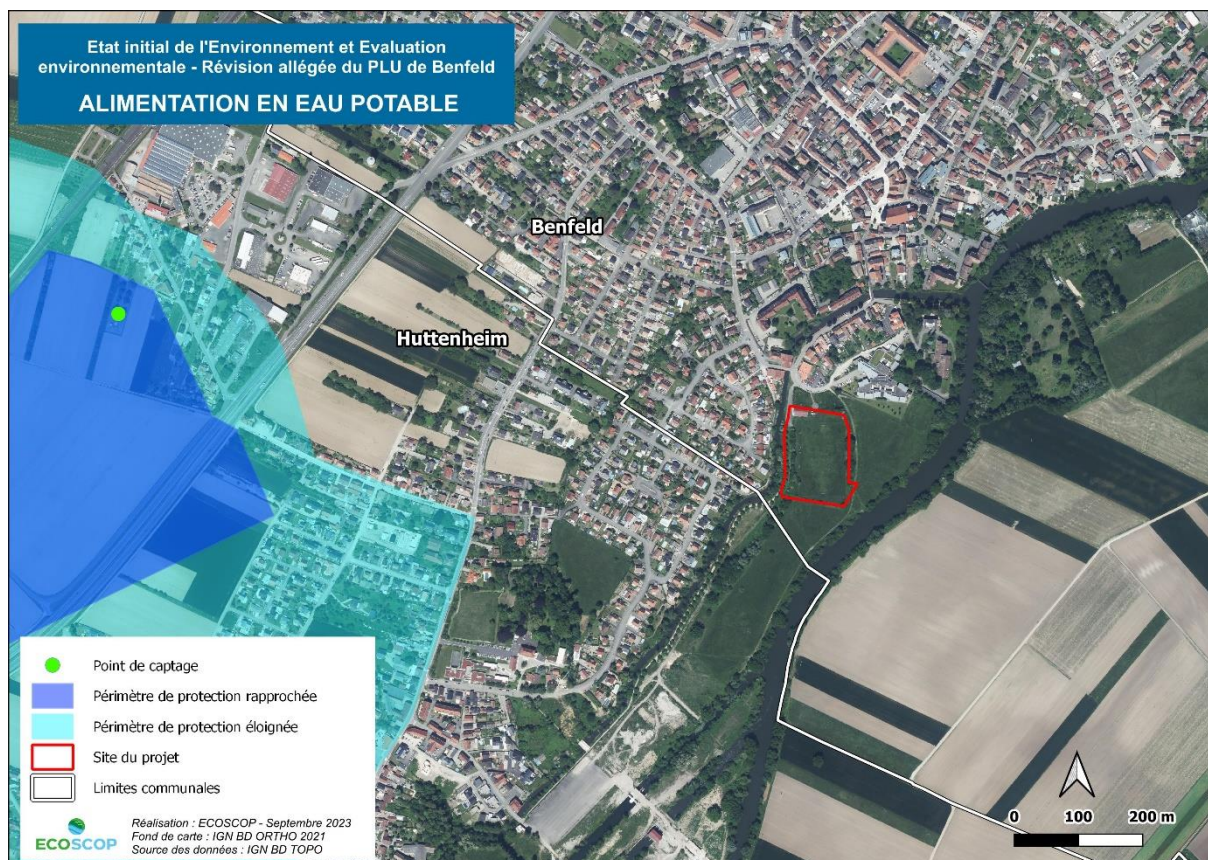 Etat initial de l'Environnement et Evaluation
environnementale - Révision allégée du PLU de Benfeld
ALIMENTATION EN EAU POTABLE
Benfeld
Huttenheim
Point de captage
Périmètre de protection rapprochée
Périmètre de protection éloignée
Site du projet
Limites communales
ECOSCOP
Réalisation : ECOSCOP - Septembre 2023
Fond de carte : IGN BD ORTHO 2021
Source des données : IGN BD TOPO
0 100 200 m